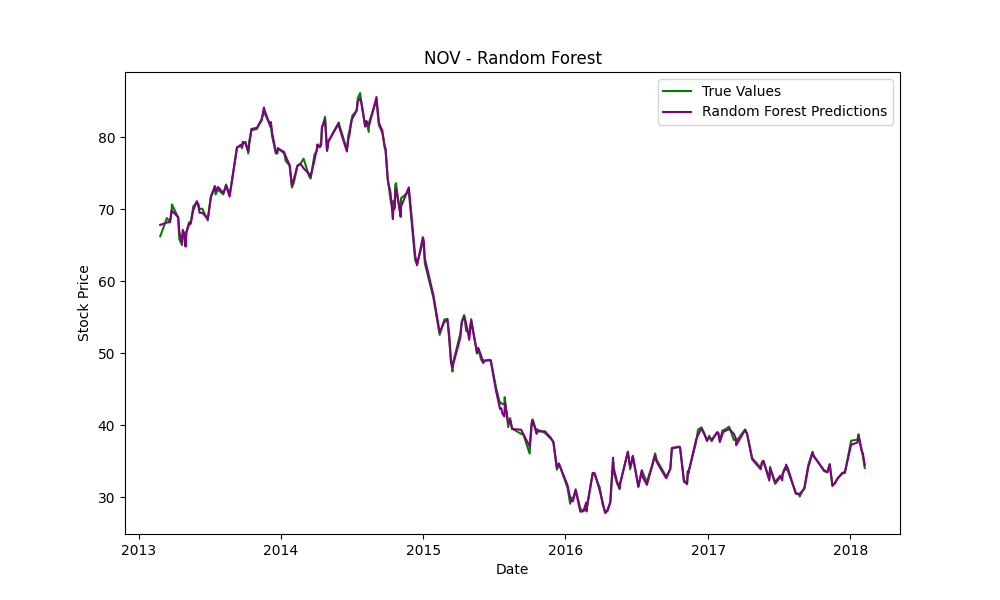 NOV - Random Forest
True Values
Random Forest Predictions
Stock Price
80
70
60
50
40
30
2013
2014
2015
2016
2017
2018
Date